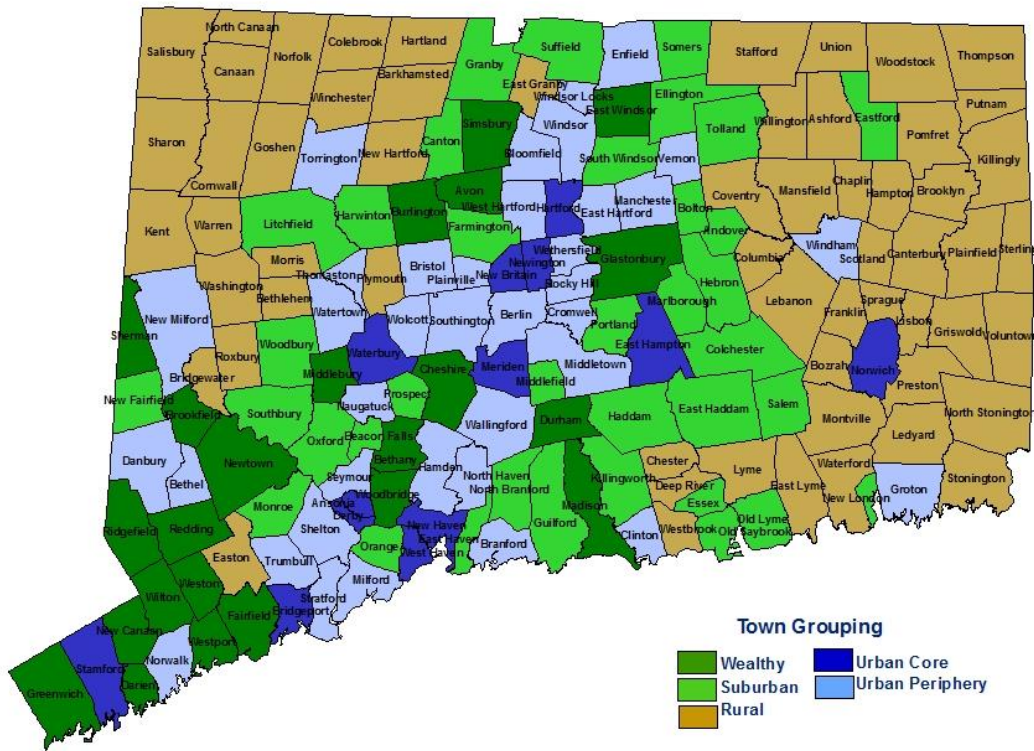 North Canaan
Salisbury
Canaan
Norfolk
Colebrook
Hartland
Granby
Suffield
Enfield
Somers
Stafford
Union
Woodstock
Thompson
Barkhamsted
East Granby
Windsor Locks
East Windsor
Ellington
Winchester
Simsbury
Windsor
Tolland
Willington
Ashford
Eastford
Pomfret
Putnam
Killingly
Sharon
Goshen
Torrington
New Hartford
Canton
Bloomfield
South Windsor
Vernon
Cornwall
Avon
West Hartford
Hartford
East Hartford
Manchester
Bolton
Coventry
Mansfield
Chaplin
Hampton
Brooklyn
Kent
Warren
Litchfield
Harwinton
Burlington
Farmington
Wethersfield
Newington
Glastonbury
Andover
Columbia
Windham
Scotland
Canterbury
Plainfield
Sterling
Morris
Thomaston
Plymouth
Bristol
Plainville
New Britain
Rocky Hill
Hebron
Washington
Bethlehem
Watertown
Wolcott
Southington
Berlin
Cromwell
Marlborough
Portland
Lebanon
Franklin
Sprague
Lisbon
Griswold
Voluntown
New Milford
Sherman
Roxbury
Woodbury
Waterbury
Middlebury
Cheshire
Meriden
Middlefield
Middletown
East Hampton
Colchester
Bozrah
Norwich
Preston
Bridgewater
New Fairfield
Brookfield
Southbury
Naugatuck
Prospect
Wallingford
Durham
Haddam
East Haddam
Salem
Montville
North Stonington
Danbury
Bethel
Newtown
Oxford
Beacon Falls
Bethany
Hamden
North Haven
North Branford
Killingworth
Chester
Deep River
Lyme
East Lyme
Waterford
Ledyard
Stonington
Seymour
Woodbridge
Ansonia
Derby
Monroe
Shelton
Guilford
Madison
Essex
Old Lyme
Old Saybrook
New London
Groton
Ridgefield
Redding
Easton
Trumbull
Orange
New Haven
East Haven
West Haven
Branford
Clinton
Westbrook
Weston
Wilton
Milford
Stratford
Bridgeport
Fairfield
New Canaan
Westport
Norwalk
Stamford
Darien
Greenwich
Town Grouping
Wealthy
Urban Core
Suburban
Urban Periphery
Rural